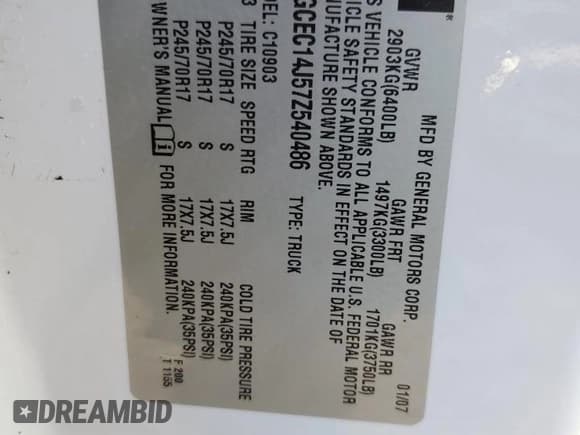 MFD BY GENERAL MOTORS CORP. 01/07
GVWR GAWR FRT GAWR RR
2903KG(6400LB) 1497KG(3300LB) 1701KG(3750LB)
S VEHICLE CONFORMS TO ALL APPLICABLE U.S. FEDERAL MOTOR
ICLE SAFETY STANDARDS IN EFFECT ON THE DATE OF
NUFACTURE SHOWN ABOVE.
GCEC14J57Z540486 TYPE: TRUCK
DEL: C10903
3 TIRE SIZE SPEED RTG RIM COLD TIRE PRESSURE
P245/70R17 S 17X7.5J 240KPA(35PSI)
P245/70R17 S 17X7.5J 240KPA(35PSI)
P245/70R17 S 17X7.5J 240KPA(35PSI)
WNER'S MANUAL FOR MORE INFORMATION. F 200
T 1155
®
DREAMBID